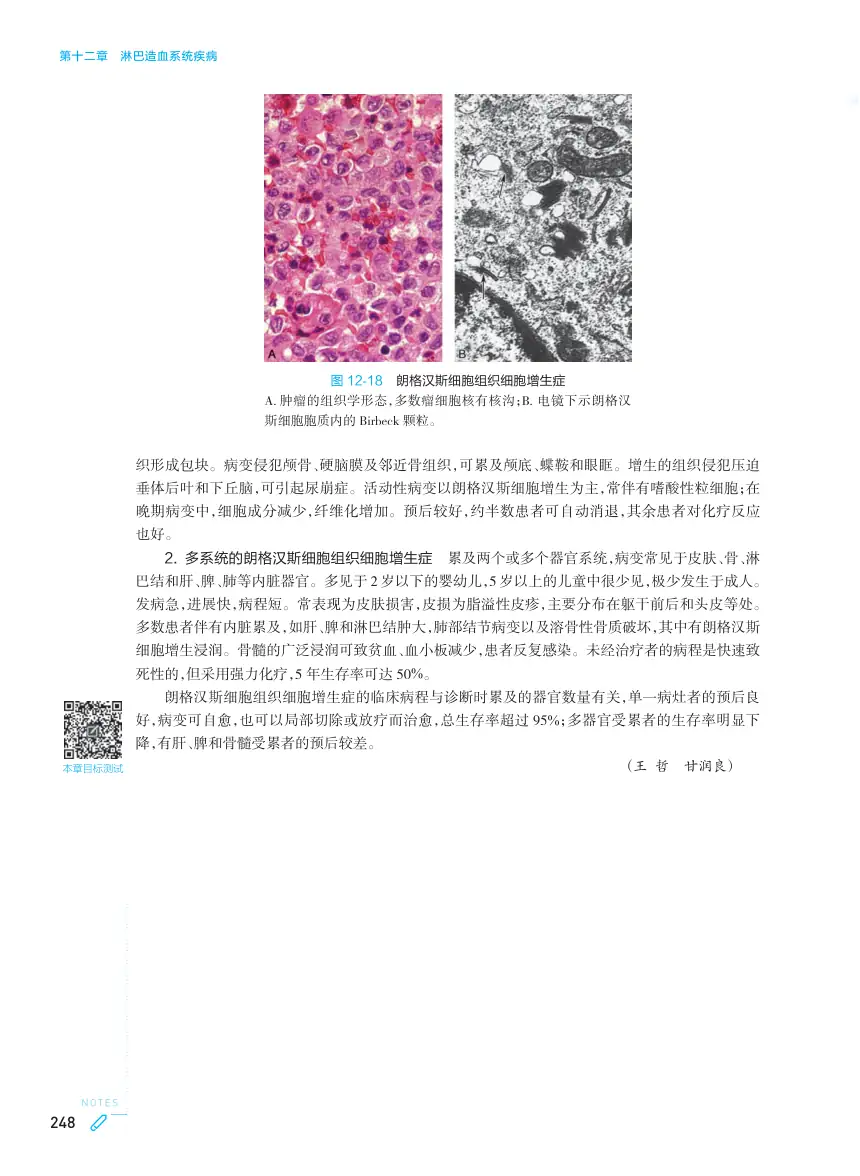 第十二章 淋巴造血系统疾病
A
B
图 12-18 朗格汉斯细胞组织细胞增生症
A. 肿瘤的组织学形态,多数瘤细胞核有核沟;B. 电镜下示朗格汉
斯细胞胞质内的 Birbeck 颗粒。
织形成包块。病变侵犯颅骨、硬脑膜及邻近骨组织,可累及颅底、蝶鞍和眼眶。增生的组织侵犯压迫
垂体后叶和下丘脑,可引起尿崩症。活动性病变以朗格汉斯细胞增生为主,常伴有嗜酸性粒细胞;在
晚期病变中,细胞成分减少,纤维化增加。预后较好,约半数患者可自动消退,其余患者对化疗反应
也好。
2. 多系统的朗格汉斯细胞组织细胞增生症 累及两个或多个器官系统,病变常见于皮肤、骨、淋
巴结和肝、脾、肺等内脏器官。多见于 2 岁以下的婴幼儿,5 岁以上的儿童中很少见,极少发生于成人。
发病急,进展快,病程短。常表现为皮肤损害,皮损为脂溢性皮疹,主要分布在躯干前后和头皮等处。
多数患者伴有内脏累及,如肝、脾和淋巴结肿大,肺部结节病变以及溶骨性骨质破坏,其中有朗格汉斯
细胞增生浸润。骨髓的广泛浸润可致贫血、血小板减少,患者反复感染。未经治疗者的病程是快速致
死性的,但采用强力化疗,5 年生存率可达 50%。
朗格汉斯细胞组织细胞增生症的临床病程与诊断时累及的器官数量有关,单一病灶者的预后良
好,病变可自愈,也可以局部切除或放疗而治愈,总生存率超过 95%;多器官受累者的生存率明显下
降,有肝、脾和骨髓受累者的预后较差。
本章目标测试
(王 哲 甘润良)
NOTES
248